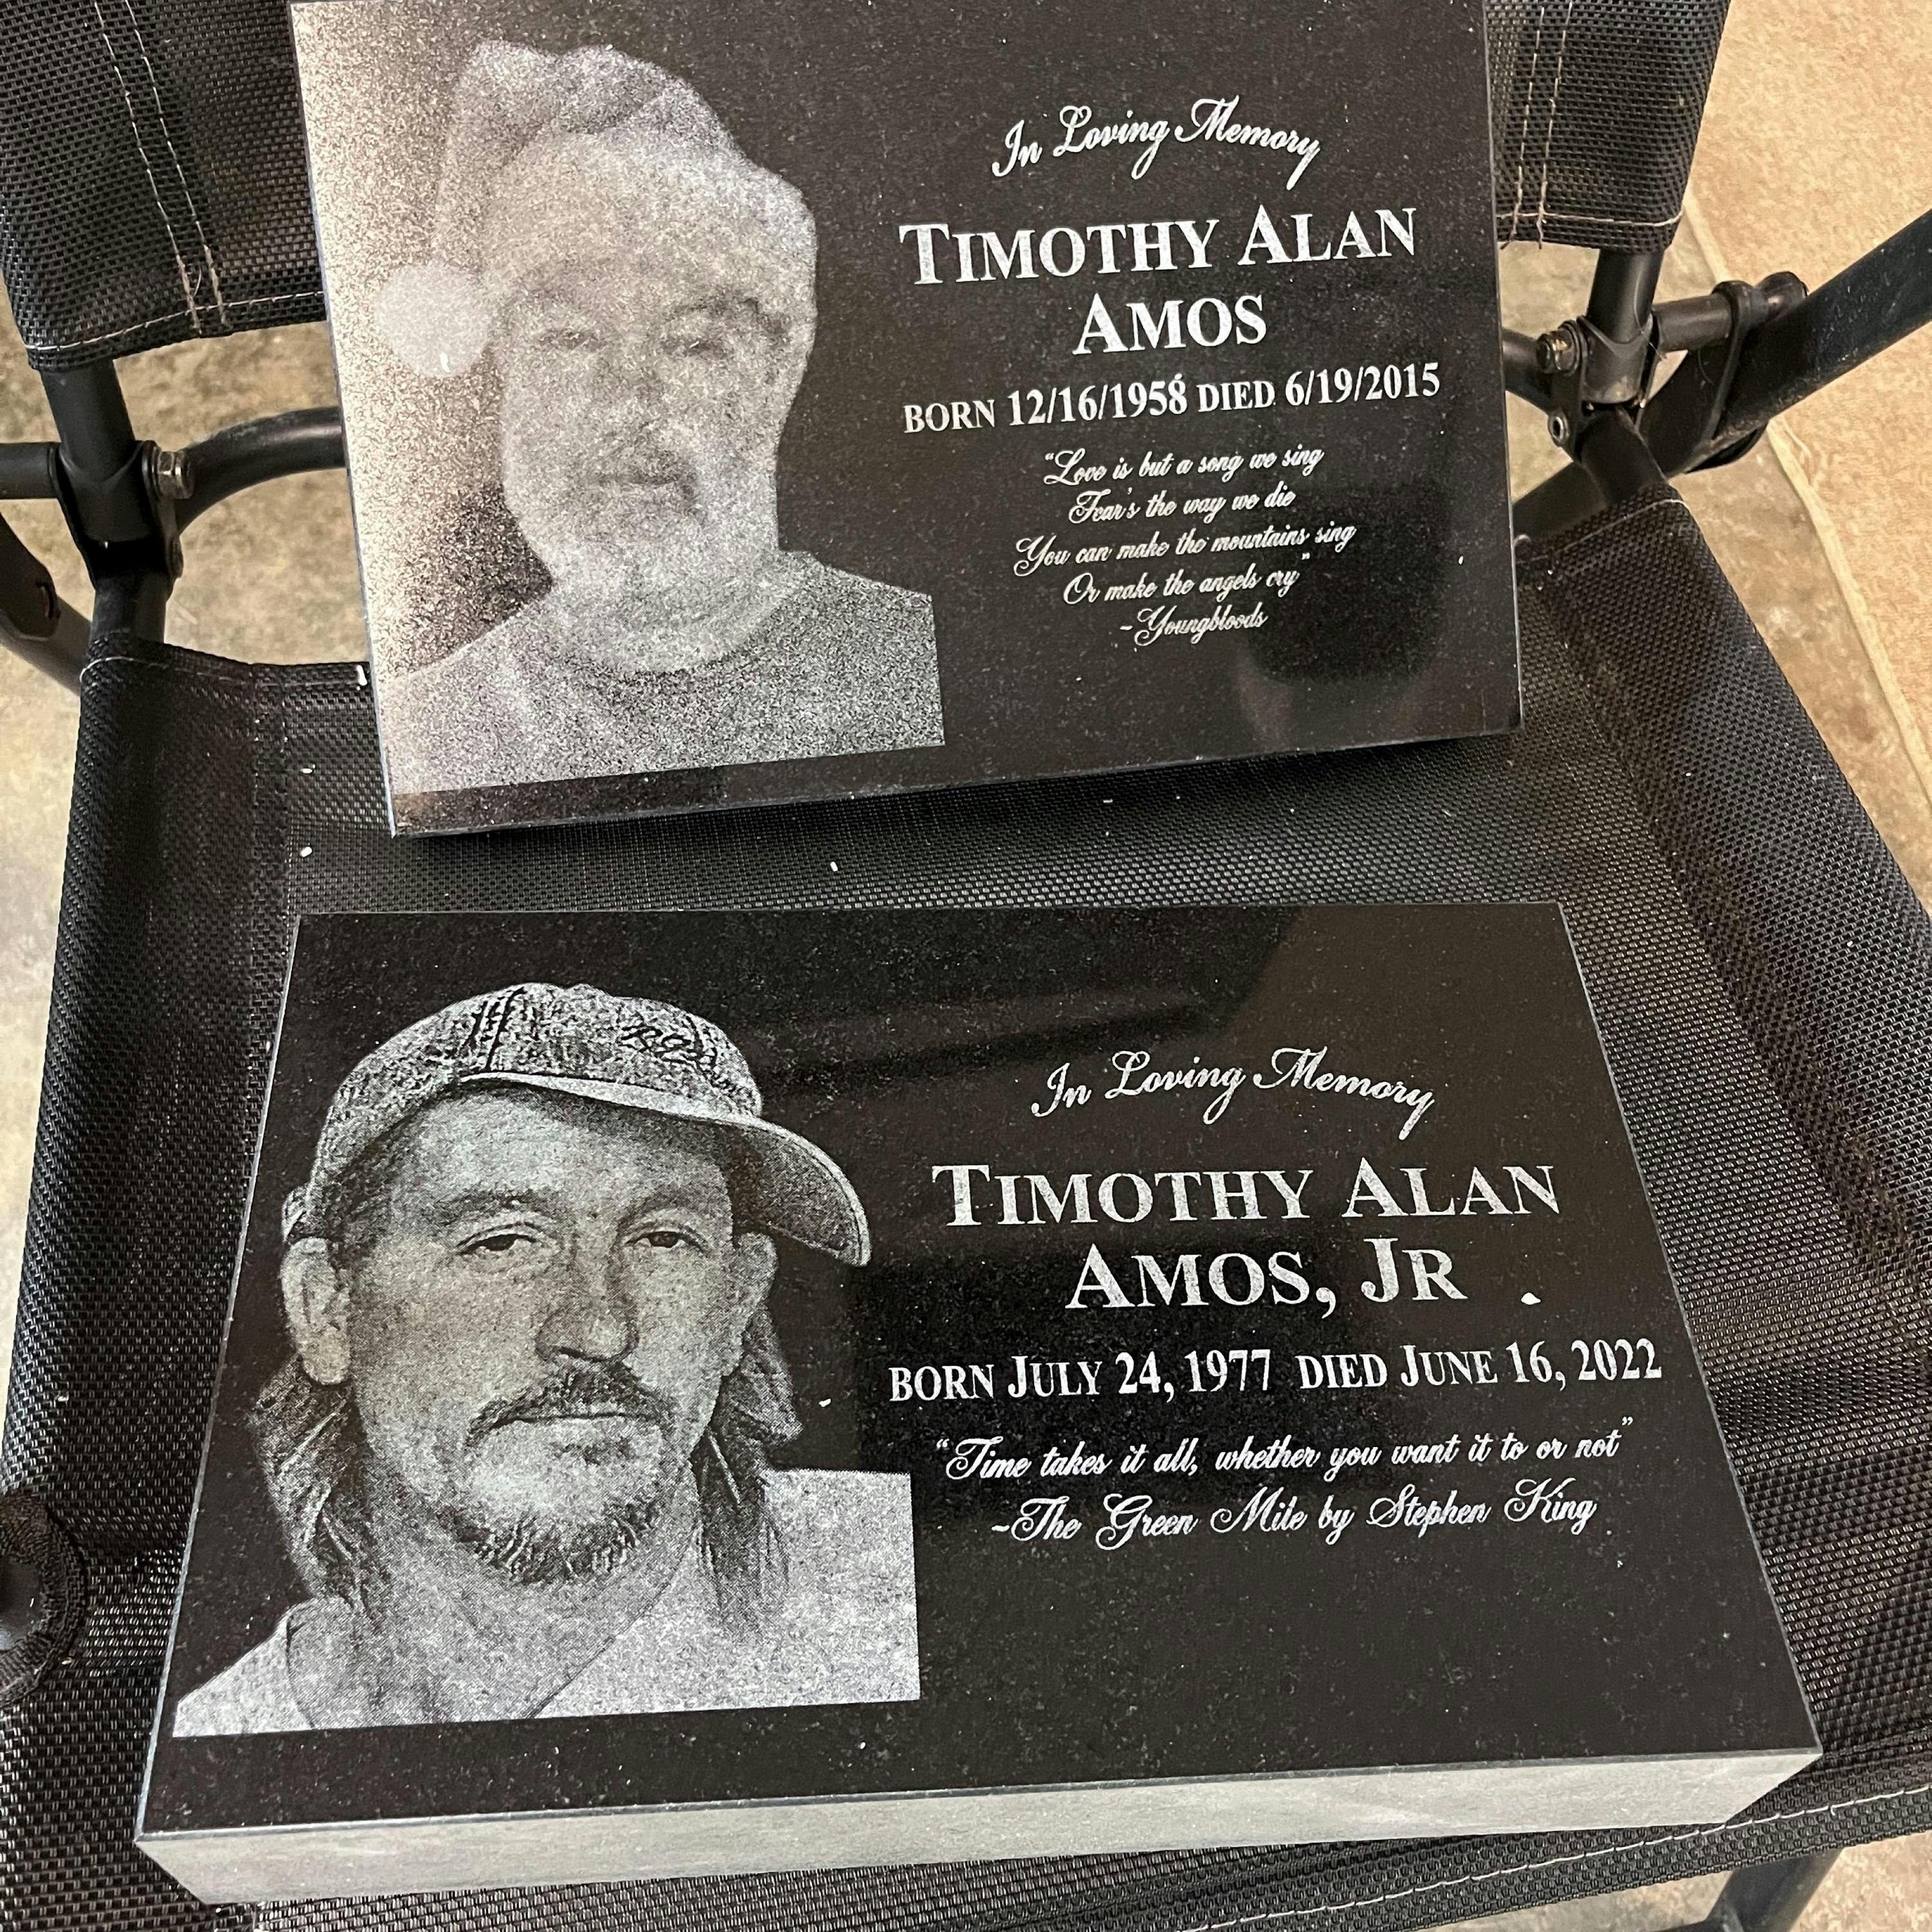 In Loving Memory
TIMOTHY ALAN
AMOS
BORN 12/16/1958 DIED 6/19/2015
"Love is but a song we sing
Fear's the way we die
You can make the mountains sing
Or make the angels cry"
-Youngbloods
In Loving Memory
TIMOTHY ALAN
AMOS, JR
BORN JULY 24, 1977 DIED JUNE 16, 2022
"Time takes it all, whether you want it to or not"
-The Green Mile by Stephen King